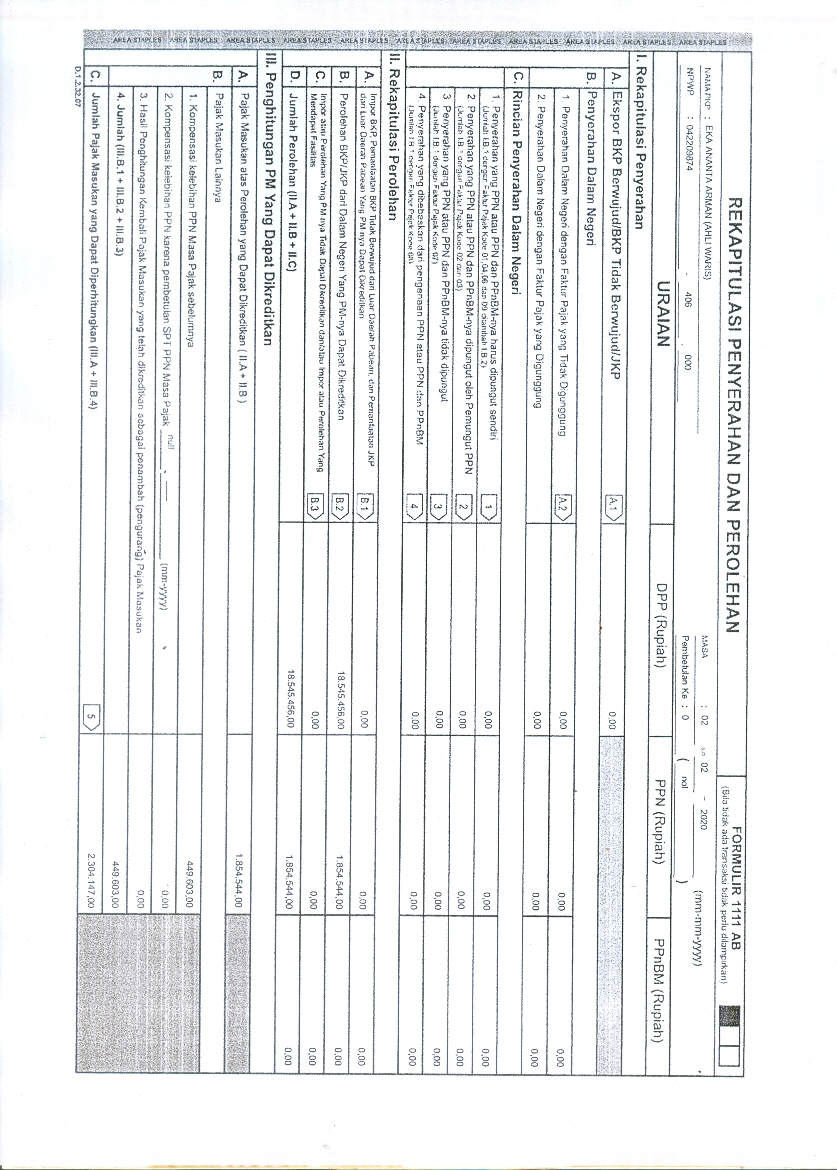 AREA STAPLES AREA STAPLES AREA STAPLES AREA STAPLES AREA STAPLES AREA STAPLES AREA STAPLES AREA STAPLES AREA STAPLES AREA STAPLES AREA STAPLES
REKAPITULASI PENYERAHAN DAN PEROLEHAN
FORMULIR 1111 AB
(Bila tidak ada transaksi tidak perlu dilampirkan)
NAMA PKP : EKA ANANTA ARMAN (AHLI WARIS)
NPWP : 042209874 - 406 . 000
MASA : 02 s.d 02 - 2020 (mm-mm-yyyy)
Pembetulan Ke : 0 ( nol )
URAIAN DPP (Rupiah) PPN (Rupiah) PPnBM (Rupiah)
I. Rekapitulasi Penyerahan
A. Ekspor BKP Berwujud/BKP Tidak Berwujud/JKP A.1 0,00
B. Penyerahan Dalam Negeri
1. Penyerahan Dalam Negeri dengan Faktur Pajak yang Tidak Digunggung A.2 0,00 0,00 0,00
2. Penyerahan Dalam Negeri dengan Faktur Pajak yang Digunggung 0,00 0,00 0,00
C. Rincian Penyerahan Dalam Negeri
1. Penyerahan yang PPN atau PPN dan PPnBM-nya harus dipungut sendiri 1 0,00 0,00 0,00
(Jumlah I.B.1 dengan Faktur Pajak Kode 01,04,06 dan 09 ditambah I.B.2)
2 Penyerahan yang PPN atau PPN dan PPnBM-nya dipungut oleh Pemungut PPN 2 0,00 0,00 0,00
(Jumlah I.B.1 dengan Faktur Pajak Kode 02 dan 03)
3 Penyerahan yang PPN atau PPN dan PPnBM-nya tidak dipungut 3 0,00 0,00 0,00
(Jumlah I.B.1 dengan Faktur Pajak Kode 07)
4 Penyerahan yang dibebaskan dari pengenaan PPN atau PPN dan PPnBM 4 0,00 0,00 0,00
(Jumlah I.B.1 dengan Faktur Pajak Kode 08)
II. Rekapitulasi Perolehan
A. Impor BKP, Pemanfaatan BKP Tidak Berwujud dari Luar Daerah Pabean, dan Pemanfaatan JKP B.1 0,00 0,00 0,00
dari Luar Daerah Pabean Yang PM-nya Dapat Dikreditkan
B. Perolehan BKP/JKP dari Dalam Negeri Yang PM-nya Dapat Dikreditkan B.2 18.545.456,00 1.854.544,00 0,00
C. Impor atau Perolehan Yang PM-nya Tidak Dapat Dikreditkan dan/atau Impor atau Perolehan Yang B.3 0,00 0,00 0,00
Mendapat Fasilitas
D. Jumlah Perolehan (II.A + II.B + II.C) 18.545.456,00 1.854.544,00 0,00
III. Penghitungan PM Yang Dapat Dikreditkan
A. Pajak Masukan atas Perolehan yang Dapat Dikreditkan ( II.A + II.B ) 1.854.544,00
B. Pajak Masukan Lainnya
1. Kompensasi kelebihan PPN Masa Pajak sebelumnya 449.603,00
2. Kompensasi kelebihan PPN karena pembetulan SPT PPN Masa Pajak null - (mm-yyyy) 0,00
3. Hasil Penghitungan Kembali Pajak Masukan yang telah dikreditkan sebagai penambah (pengurang) Pajak Masukan 0,00
4. Jumlah (III.B.1 + III.B.2 + III.B.3) 449.603,00
C. Jumlah Pajak Masukan yang Dapat Diperhitungkan (III.A + III.B.4) 5 2.304.147,00
D.1.2.32.07